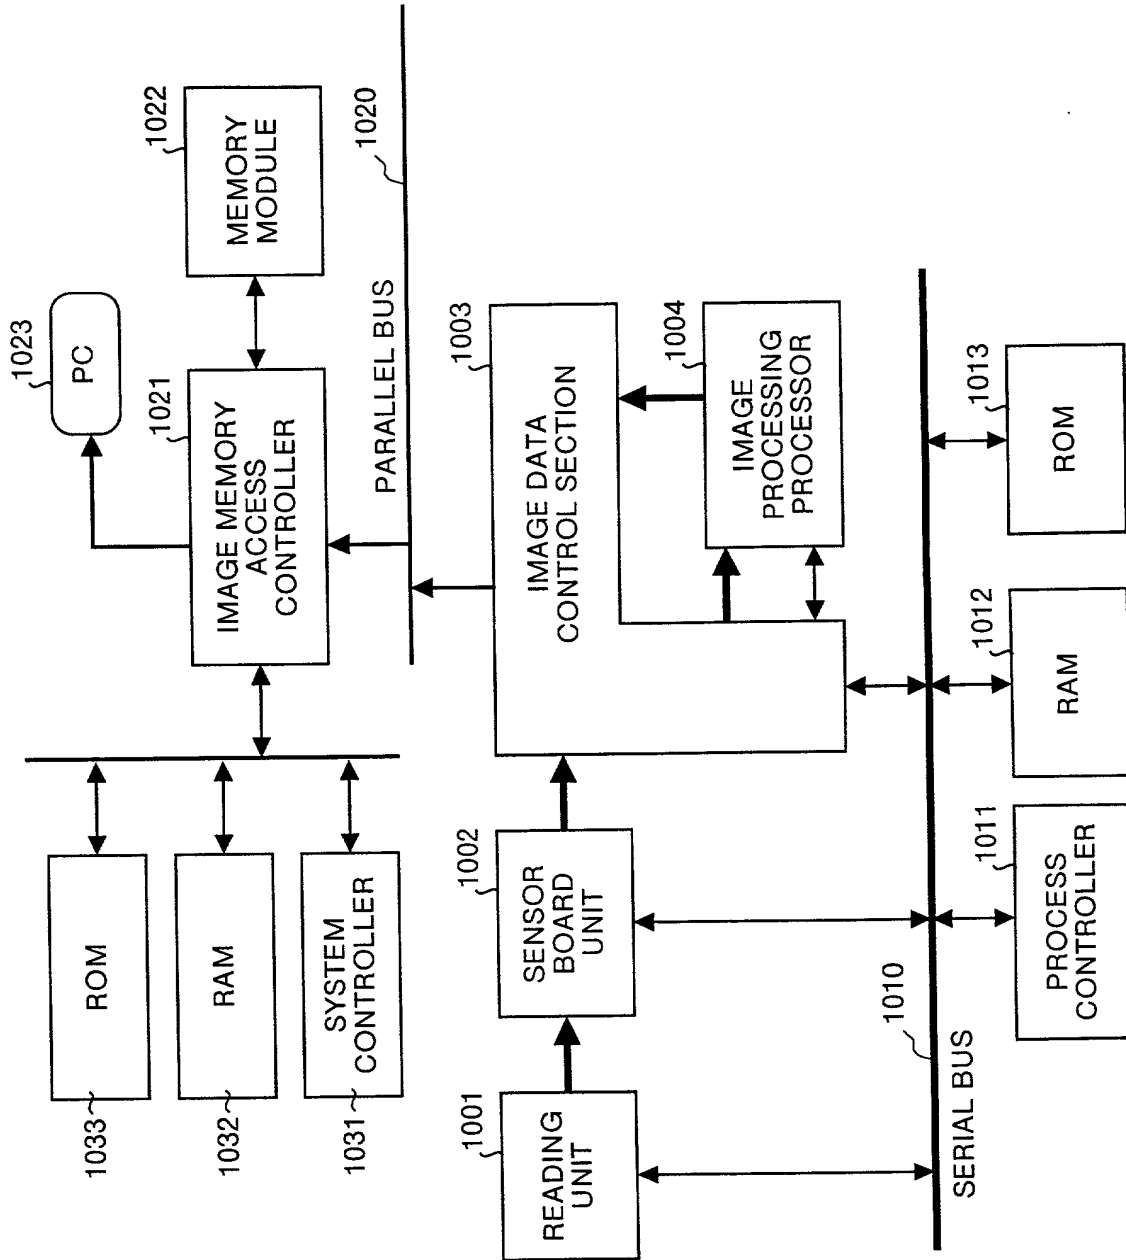 1033
ROM
1032
RAM
1031
SYSTEM
CONTROLLER
1023
PC
1021
IMAGE MEMORY
ACCESS
CONTROLLER
1022
MEMORY
MODULE
PARALLEL BUS
1020
1001
READING
UNIT
1002
SENSOR
BOARD
UNIT
1003
IMAGE DATA
CONTROL SECTION
1004
IMAGE
PROCESSING
PROCESSOR
SERIAL BUS
1010
1011
PROCESS
CONTROLLER
1012
RAM
1013
ROM